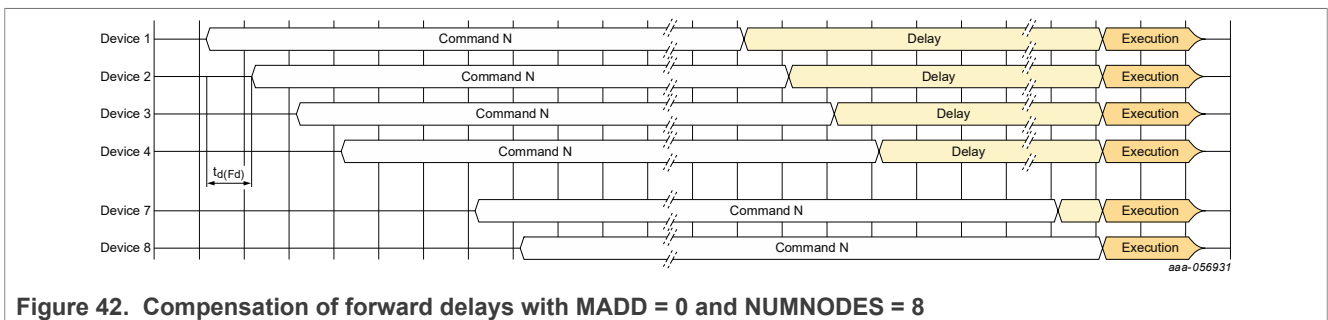 Device 1 Command N Delay Execution
Device 2 Command N Delay Execution
Device 3 Command N Delay Execution
Device 4 Command N Delay Execution
td(Fd)
Device 7 Command N Execution
Device 8 Command N Execution
aaa-056931
Figure 42. Compensation of forward delays with MADD = 0 and NUMNODES = 8